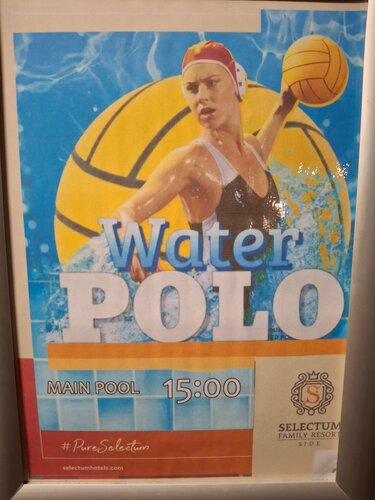 Water
POLO
MAIN POOL 15:00
S
SELECTUM
FAMILY RESORT
SIDE
#PureSelectum
selectumhotels.com